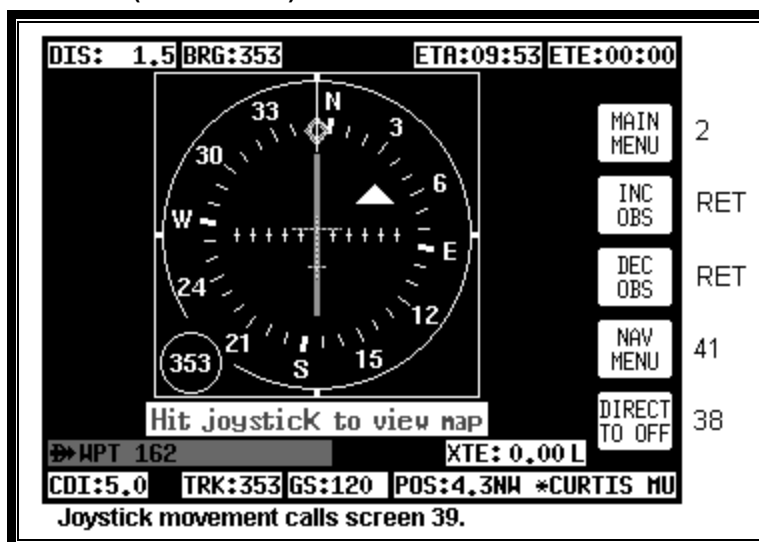 DIS: 1.5 BRG:353 ETA:09:53 ETE:00:00
N
33 3
30 6
W E
24 12
21 15
S
353
MAIN MENU 2
INC OBS RET
DEC OBS RET
NAV MENU 41
DIRECT TO OFF 38
Hit joystick to view map
WPT 162 XTE: 0.00 L
CDI:5.0 TRK:353 GS:120 POS:4.3NW *CURTIS MU
Joystick movement calls screen 39.